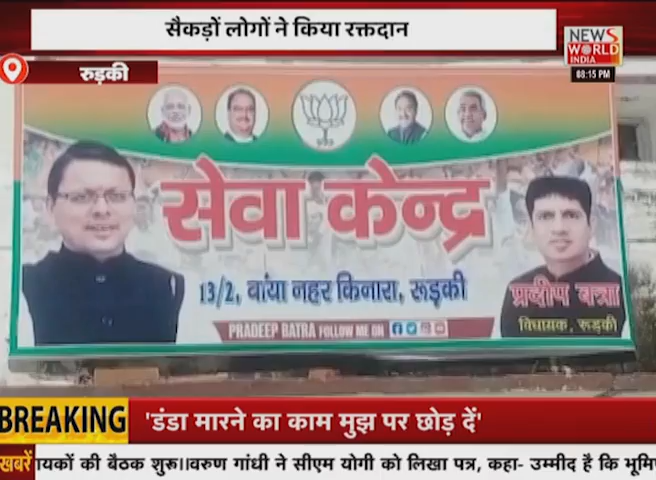 सैकड़ों लोगों ने किया रक्तदान
NEWS
WORLD
INDIA
08:15 PM
रुड़की
सेवा केन्द्र
13/2, बांया नहर किनारा, रूड़की
प्रदीप बत्रा
विधायक, रूड़की
PRADEEP BATRA FOLLOW ME ON
BREAKING
'डंडा मारने का काम मुझ पर छोड़ दें'
खबरें
यकों की बैठक शुरू।।वरुण गांधी ने सीएम योगी को लिखा पत्र, कहा- उम्मीद है कि भूमि